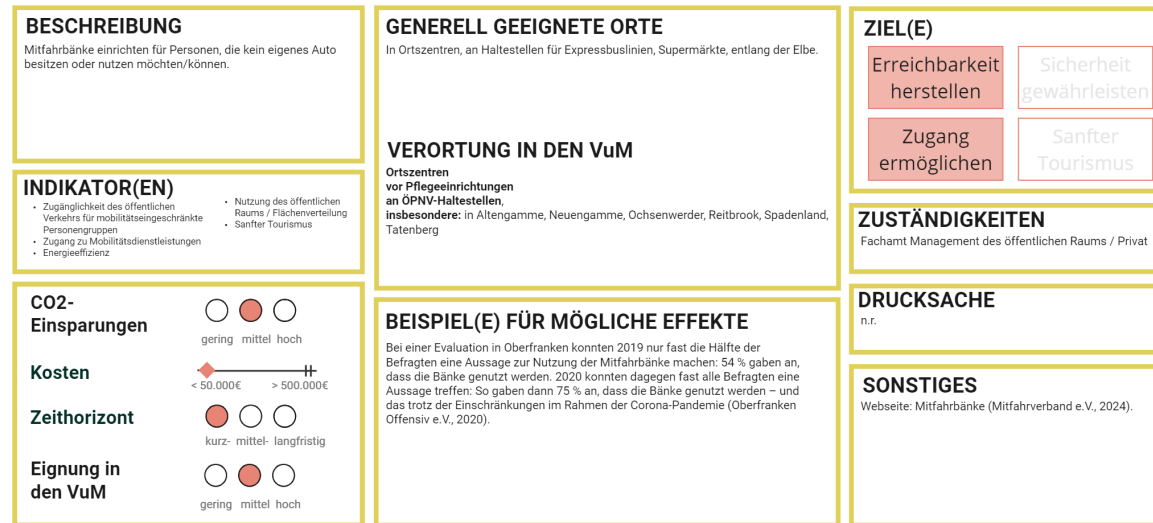 BESCHREIBUNG
Mitfahrbänke einrichten für Personen, die kein eigenes Auto
besitzen oder nutzen möchten/können.
INDIKATOR(EN)
• Zugänglichkeit des öffentlichen
Verkehrs für mobilitätseingeschränkte
Personengruppen
• Zugang zu Mobilitätsdienstleistungen
• Energieeffizienz
• Nutzung des öffentlichen
Raums / Flächenverteilung
• Sanfter Tourismus
CO2-
Einsparungen
gering mittel hoch
Kosten
< 50.000€ > 500.000€
Zeithorizont
kurz- mittel- langfristig
Eignung in
den VuM
gering mittel hoch
GENERELL GEEIGNETE ORTE
In Ortszentren, an Haltestellen für Expressbuslinien, Supermärkte, entlang der Elbe.
VERORTUNG IN DEN VuM
Ortszentren
vor Pflegeeinrichtungen
an ÖPNV-Haltestellen,
insbesondere: in Altengamme, Neuengamme, Ochsenwerder, Reitbrook, Spadenland,
Tatenberg
BEISPIEL(E) FÜR MÖGLICHE EFFEKTE
Bei einer Evaluation in Oberfranken konnten 2019 nur fast die Hälfte der
Befragten eine Aussage zur Nutzung der Mitfahrbänke machen: 54 % gaben an,
dass die Bänke genutzt werden. 2020 konnten dagegen fast alle Befragten eine
Aussage treffen: So gaben dann 75 % an, dass die Bänke genutzt werden – und
das trotz der Einschränkungen im Rahmen der Corona-Pandemie (Oberfranken
Offensiv e.V., 2020).
ZIEL(E)
Erreichbarkeit
herstellen
Sicherheit
gewährleisten
Zugang
ermöglichen
Sanfter
Tourismus
ZUSTÄNDIGKEITEN
Fachamt Management des öffentlichen Raums / Privat
DRUCKSACHE
n.r.
SONSTIGES
Webseite: Mitfahrbänke (Mitfahrverband e.V., 2024).